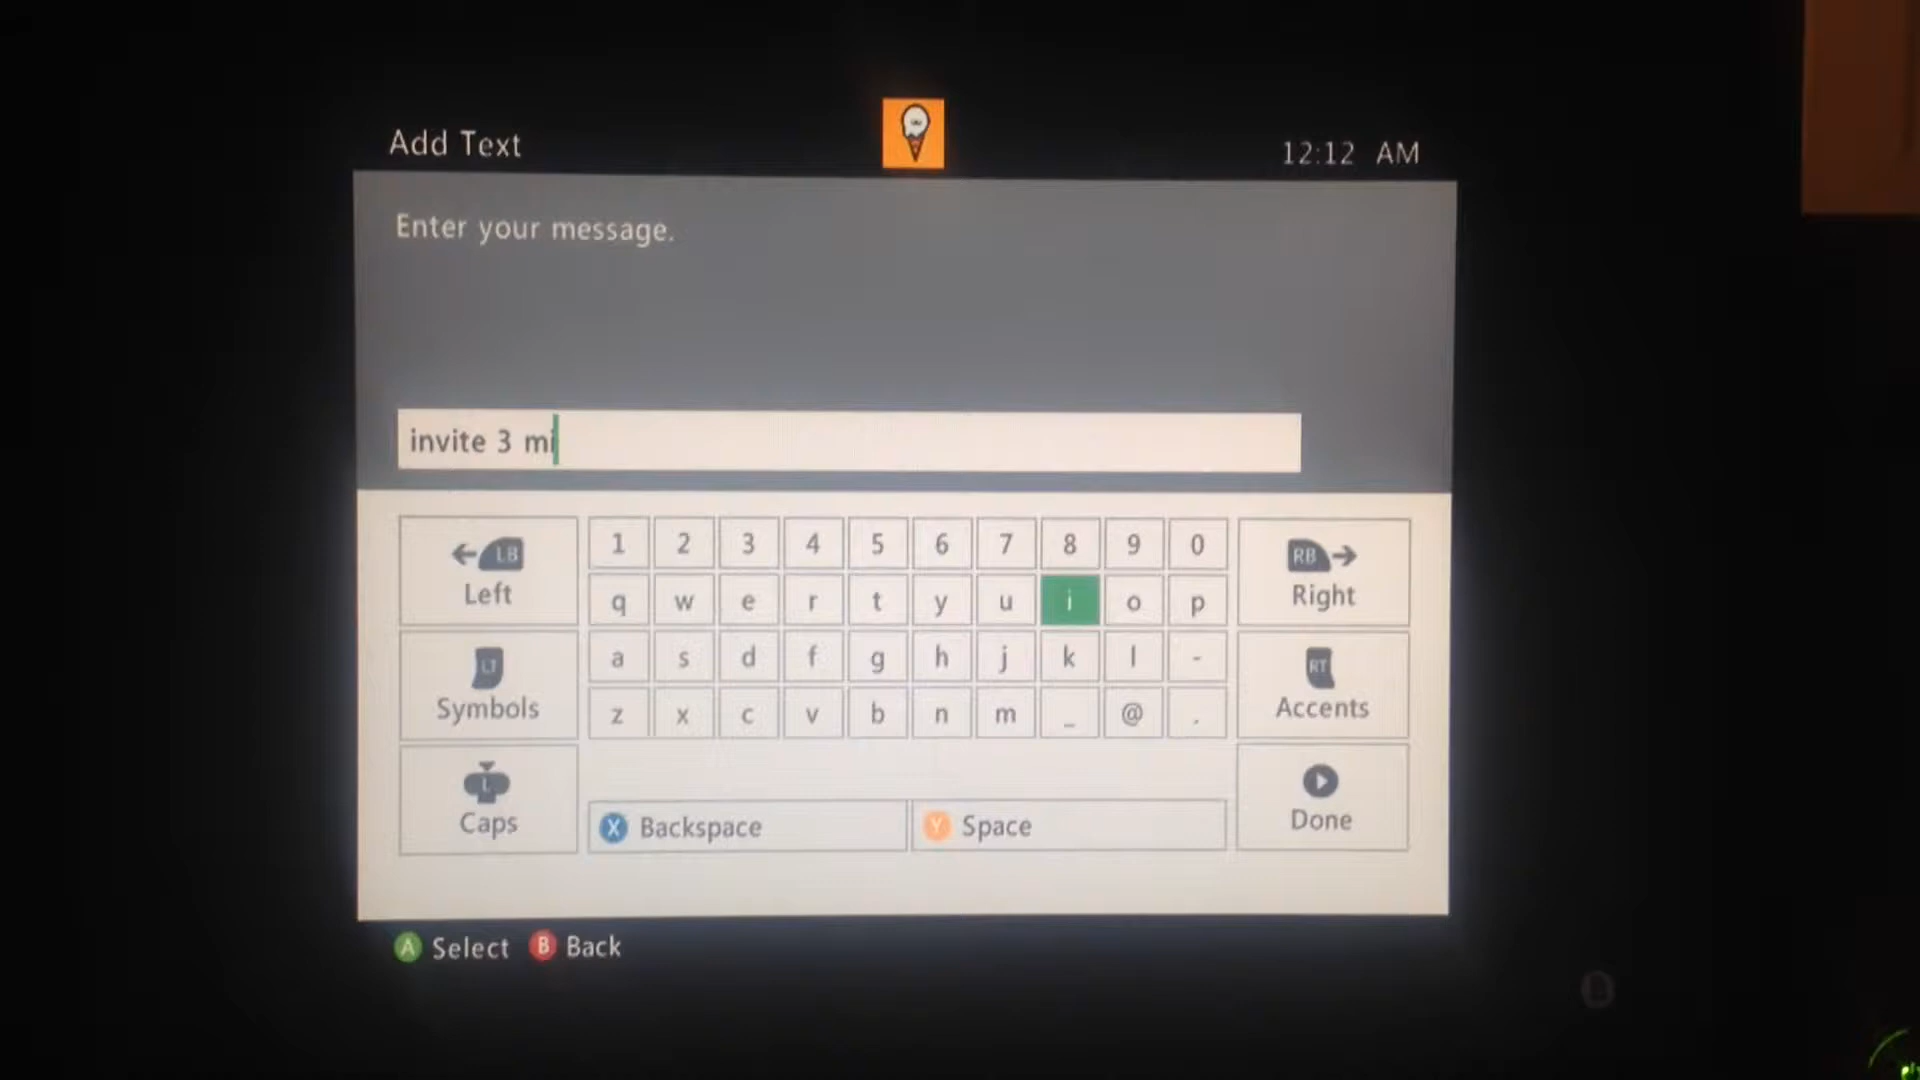 Add Text
12:12 AM
Enter your message.
invite 3 mi
LB
Left
1 2 3 4 5 6 7 8 9 0
RB
Right
q w e r t y u i o p
LT
Symbols
a s d f g h j k l -
RT
Accents
z x c v b n m _ @ .
L
Caps
X Backspace
Y Space
Done
A Select B Back